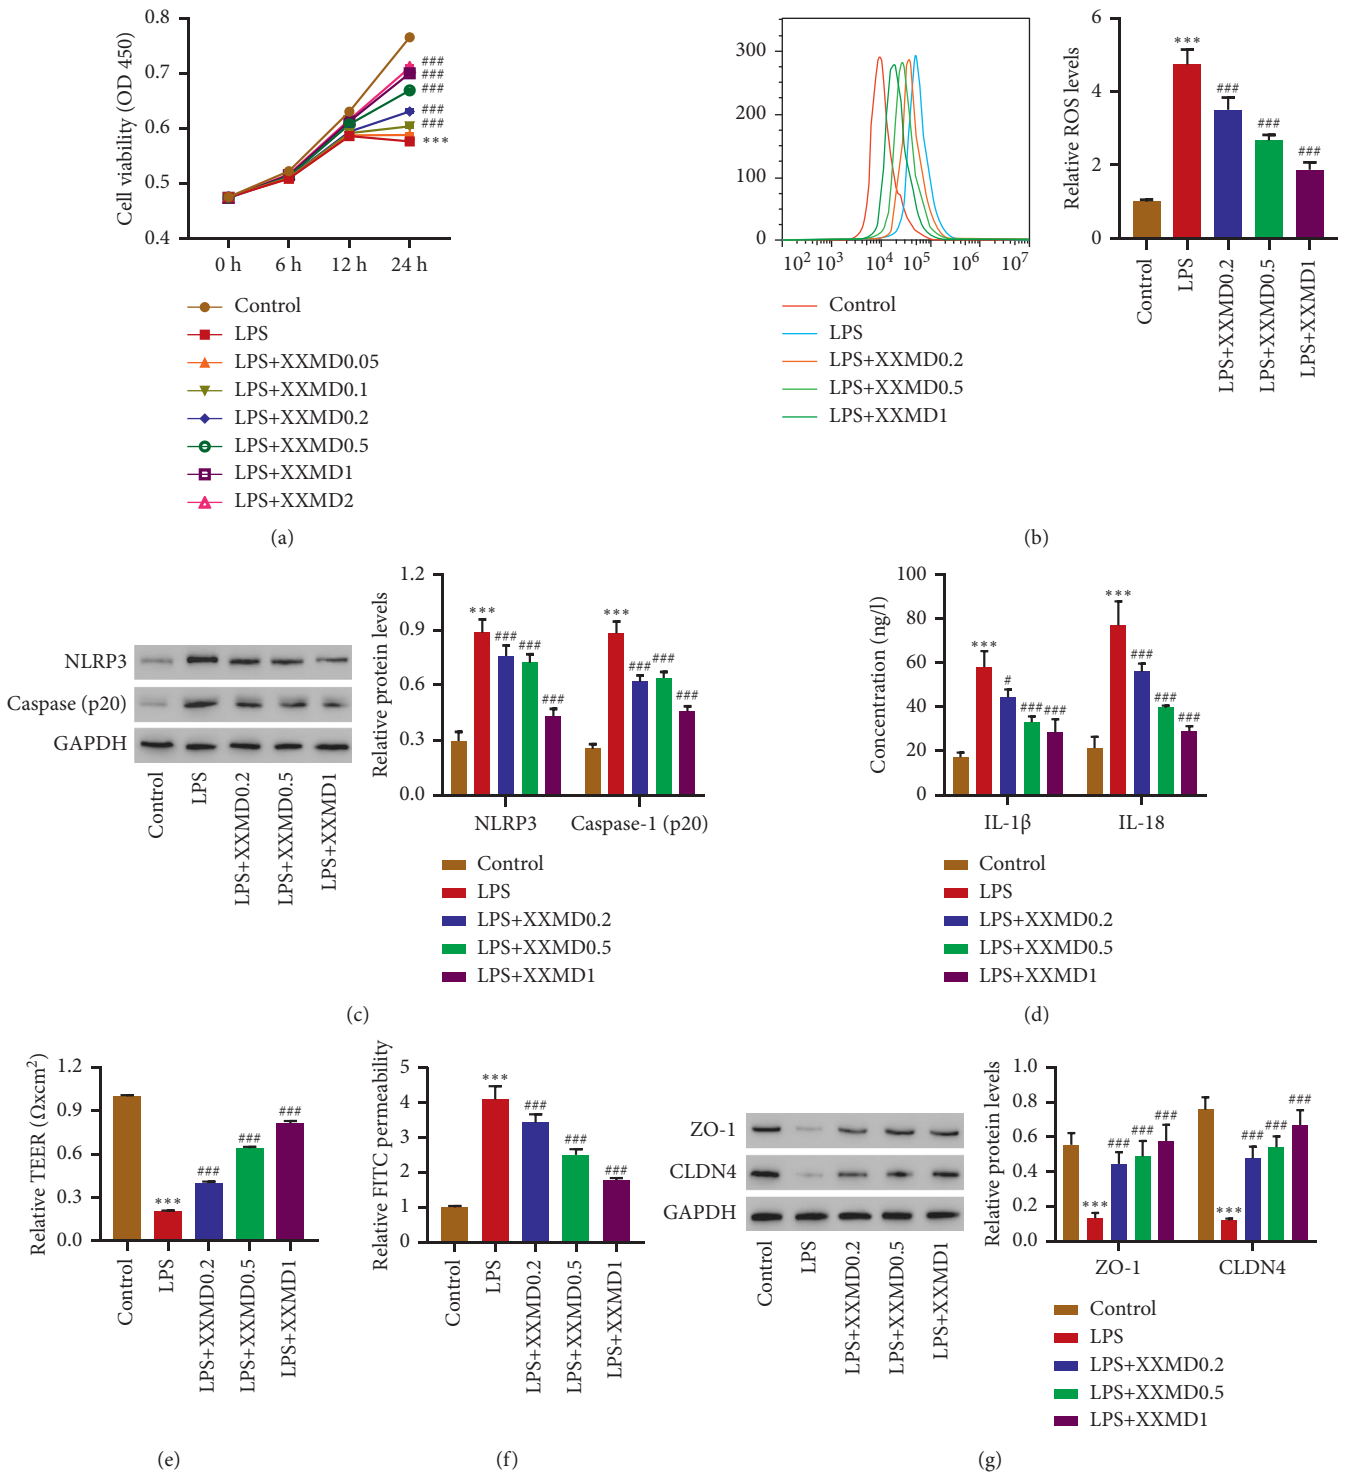 Cell viability (OD 450)
0.8
0.7
0.6
0.5
0.4
0 h 6 h 12 h 24 h
###
###
###
###
###
***
Control
LPS
LPS+XXMD0.05
LPS+XXMD0.1
LPS+XXMD0.2
LPS+XXMD0.5
LPS+XXMD1
LPS+XXMD2
(a)
300
200
100
0
10² 10³ 10⁴ 10⁵ 10⁶ 10⁷
Control
LPS
LPS+XXMD0.2
LPS+XXMD0.5
LPS+XXMD1
Relative ROS levels
6
4
2
0
*** ### ### ###
Control
LPS
LPS+XXMD0.2
LPS+XXMD0.5
LPS+XXMD1
(b)
NLRP3
Caspase (p20)
GAPDH
Control
LPS
LPS+XXMD0.2
LPS+XXMD0.5
LPS+XXMD1
Relative protein levels
1.2
0.9
0.6
0.3
0.0
*** ### ### ###
*** ### ### ###
NLRP3 Caspase-1 (p20)
Control
LPS
LPS+XXMD0.2
LPS+XXMD0.5
LPS+XXMD1
(c)
Concentration (ng/l)
100
80
60
40
20
0
*** # ### ###
*** ### ### ###
IL-1β IL-18
Control
LPS
LPS+XXMD0.2
LPS+XXMD0.5
LPS+XXMD1
(d)
Relative TEER (Ωxcm²)
1.2
0.9
0.6
0.3
0.0
*** ### ### ###
Control
LPS
LPS+XXMD0.2
LPS+XXMD0.5
LPS+XXMD1
(e)
Relative FITC permeability
5
4
3
2
1
0
*** ### ### ###
Control
LPS
LPS+XXMD0.2
LPS+XXMD0.5
LPS+XXMD1
(f)
ZO-1
CLDN4
GAPDH
Control
LPS
LPS+XXMD0.2
LPS+XXMD0.5
LPS+XXMD1
Relative protein levels
1.0
0.8
0.6
0.4
0.2
0.0
*** ### ### ###
*** ### ### ###
ZO-1 CLDN4
Control
LPS
LPS+XXMD0.2
LPS+XXMD0.5
LPS+XXMD1
(g)